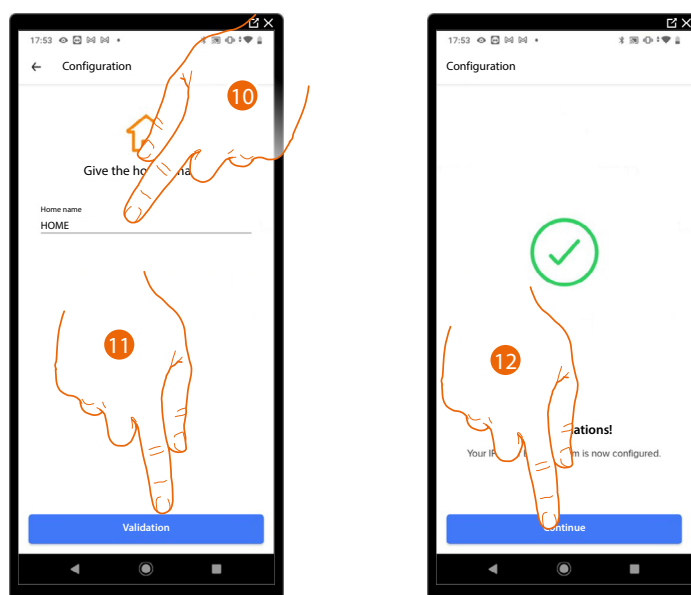 17:53
Configuration
10
Give the ho na
Home name
HOME
11
Validation
17:53
Configuration
12
ations!
Your IP m is now configured.
Continue